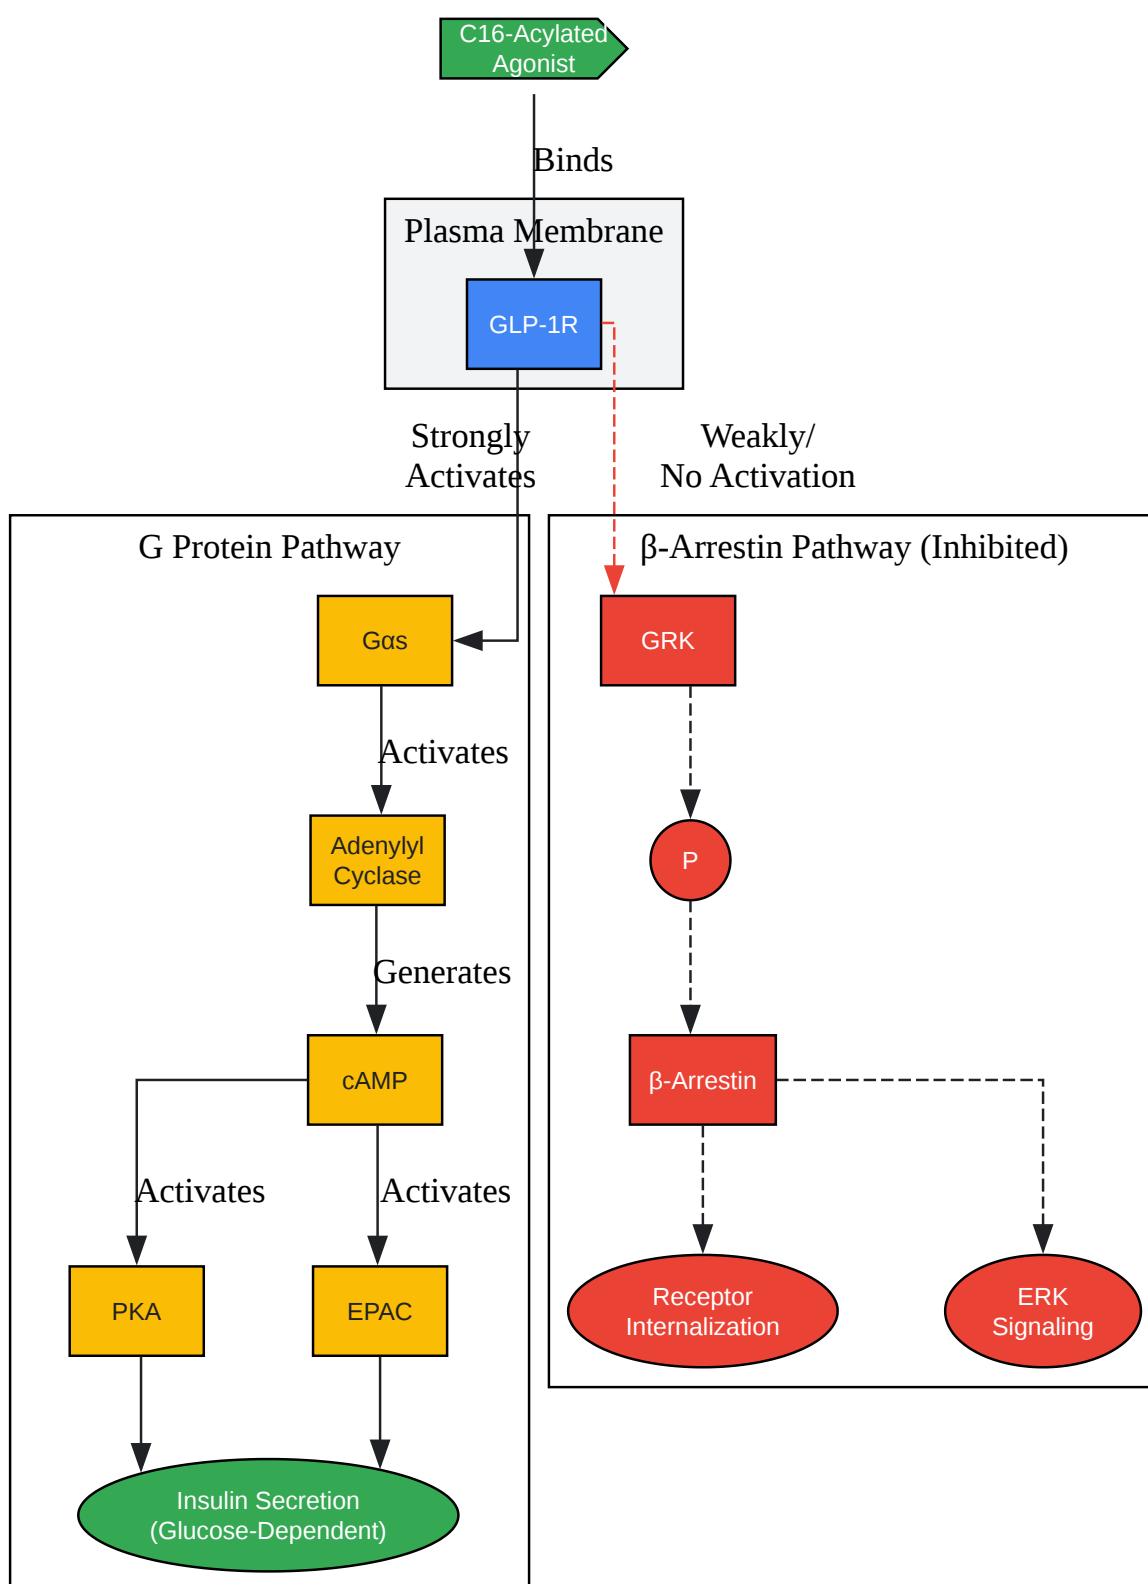 C16-Acylated
Agonist
Binds
Plasma Membrane
GLP-1R
Strongly
Activates
Weakly/
No Activation
G Protein Pathway
Gαs
Activates
Adenylyl
Cyclase
Generates
cAMP
Activates
Activates
PKA
EPAC
Insulin Secretion
(Glucose-Dependent)
β-Arrestin Pathway (Inhibited)
GRK
P
β-Arrestin
Receptor
Internalization
ERK
Signaling